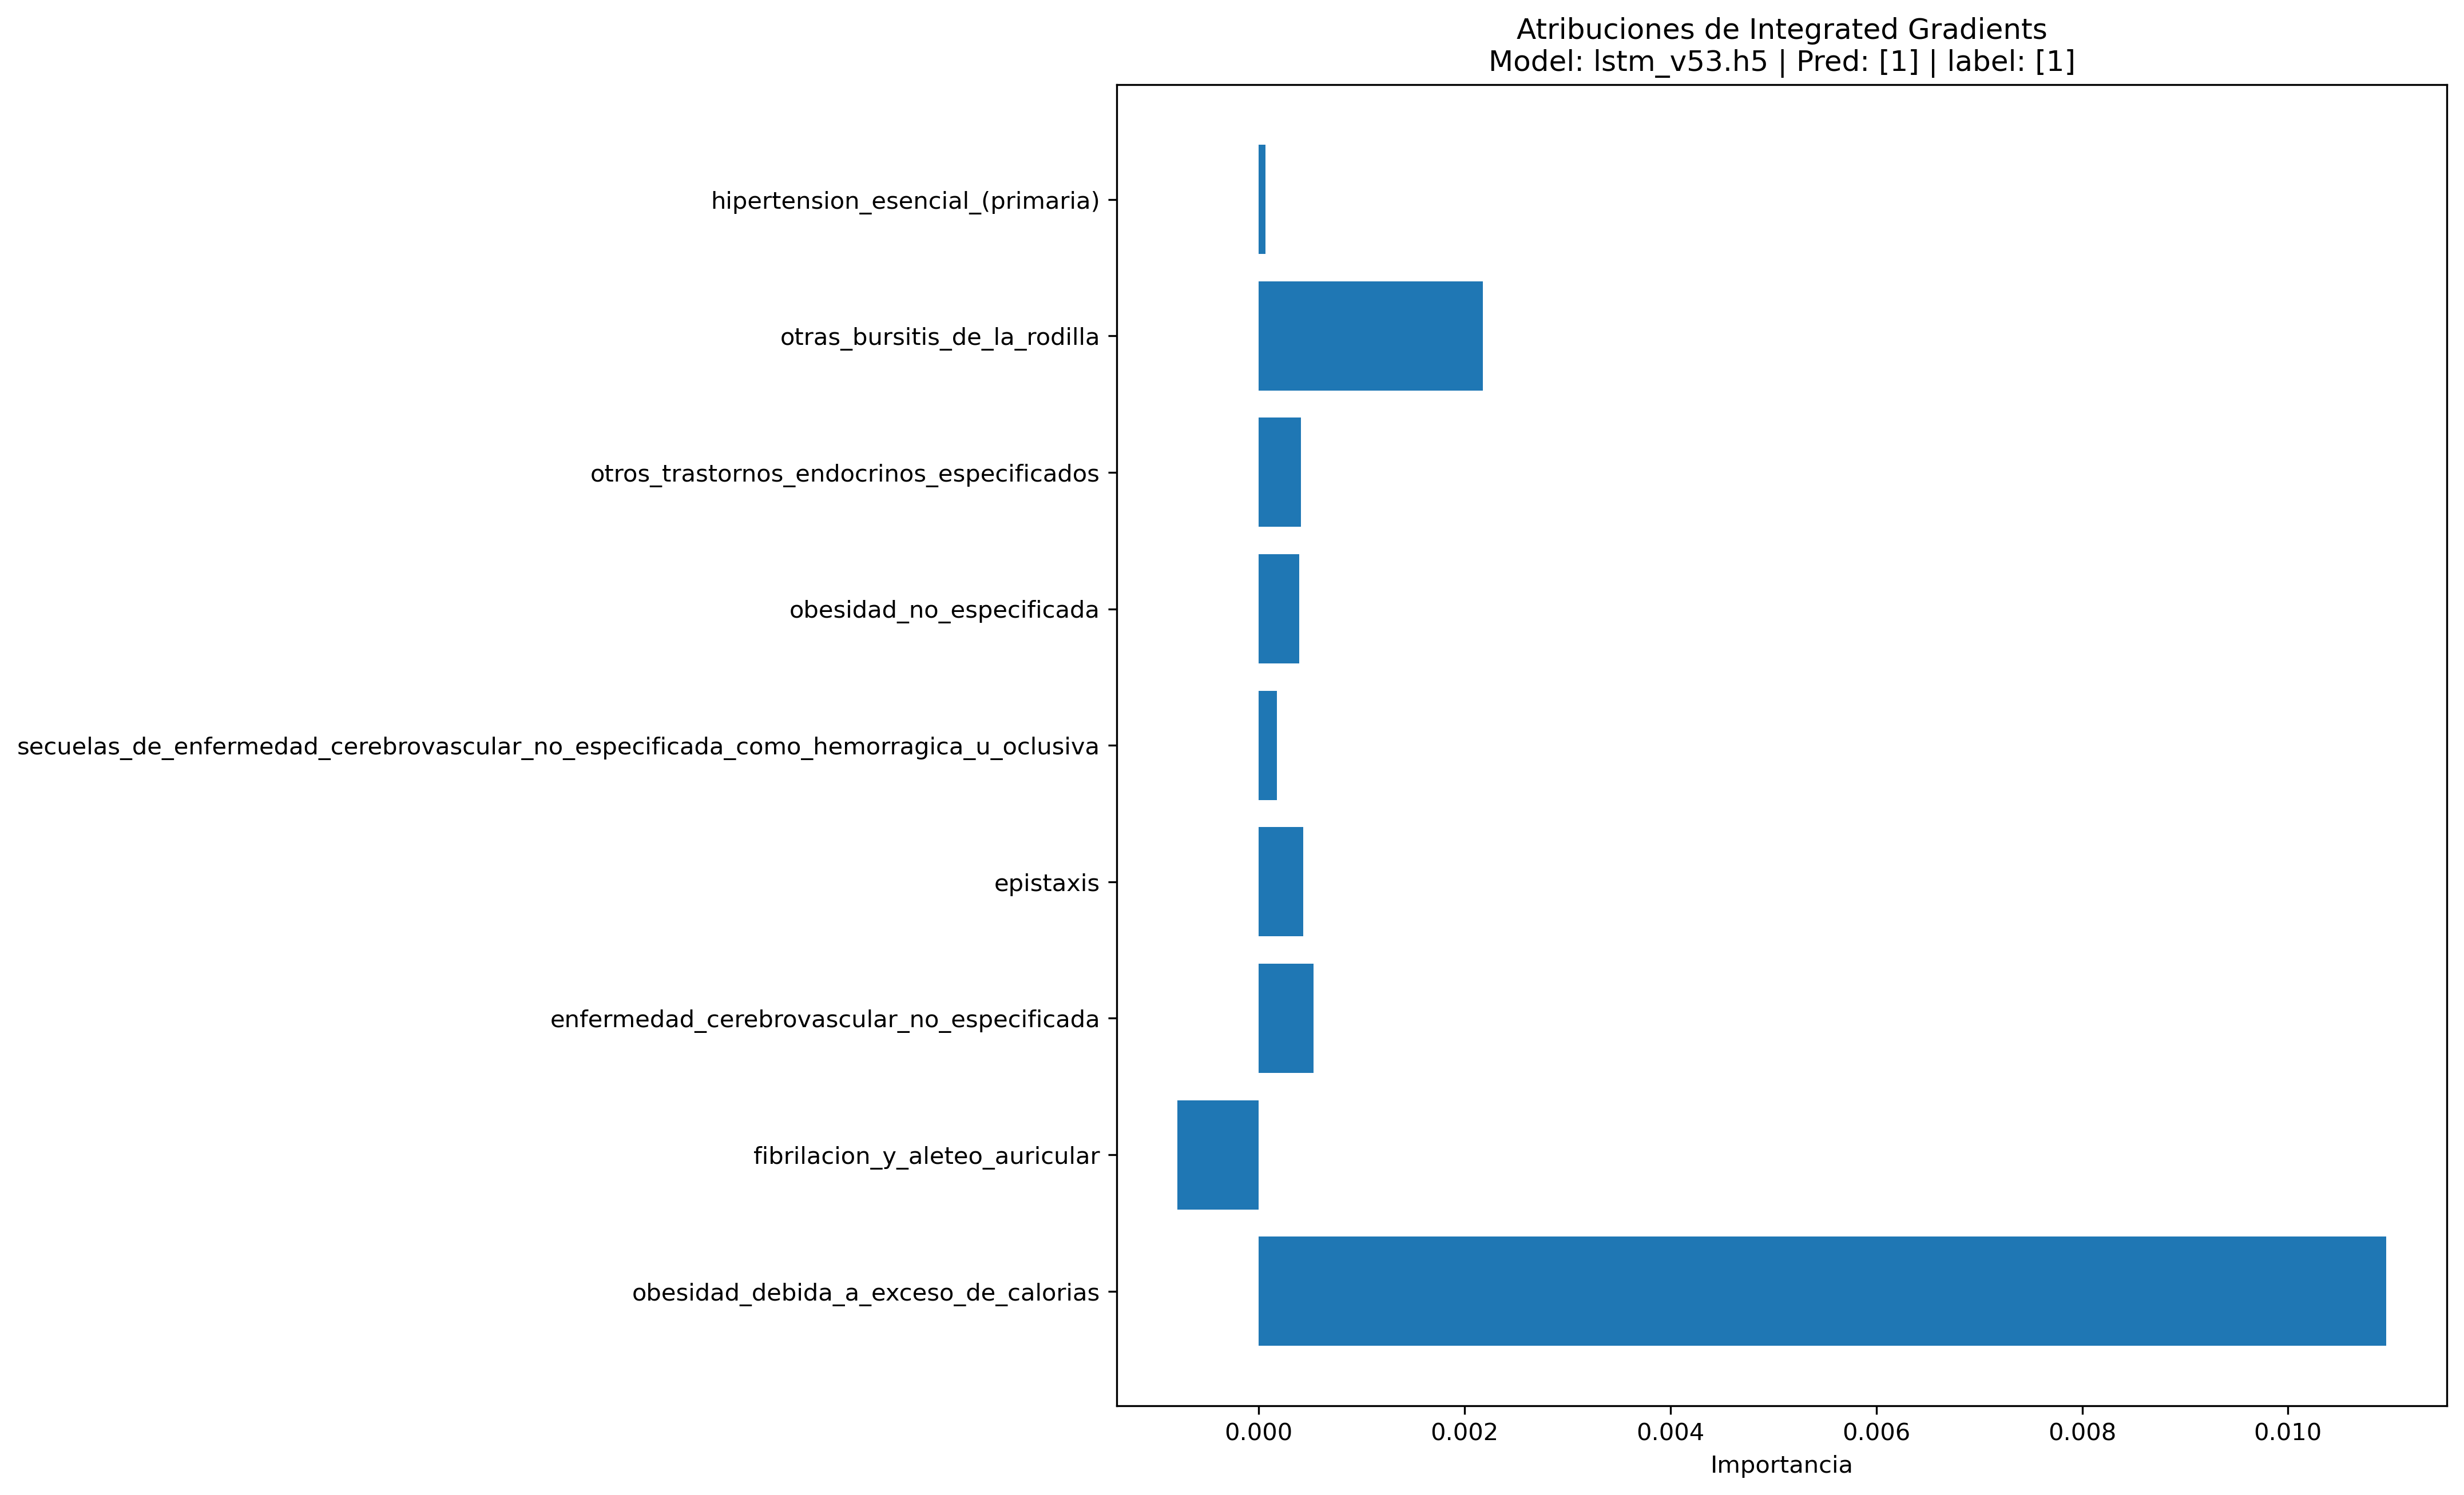 Atribuciones de Integrated Gradients
Model: lstm_v53.h5 | Pred: [1] | label: [1]
hipertension_esencial_(primaria)
otras_bursitis_de_la_rodilla
otros_trastornos_endocrinos_especificados
obesidad_no_especificada
secuelas_de_enfermedad_cerebrovascular_no_especificada_como_hemorragica_u_oclusiva
epistaxis
enfermedad_cerebrovascular_no_especificada
fibrilacion_y_aleteo_auricular
obesidad_debida_a_exceso_de_calorias
0.000 0.002 0.004 0.006 0.008 0.010
Importancia